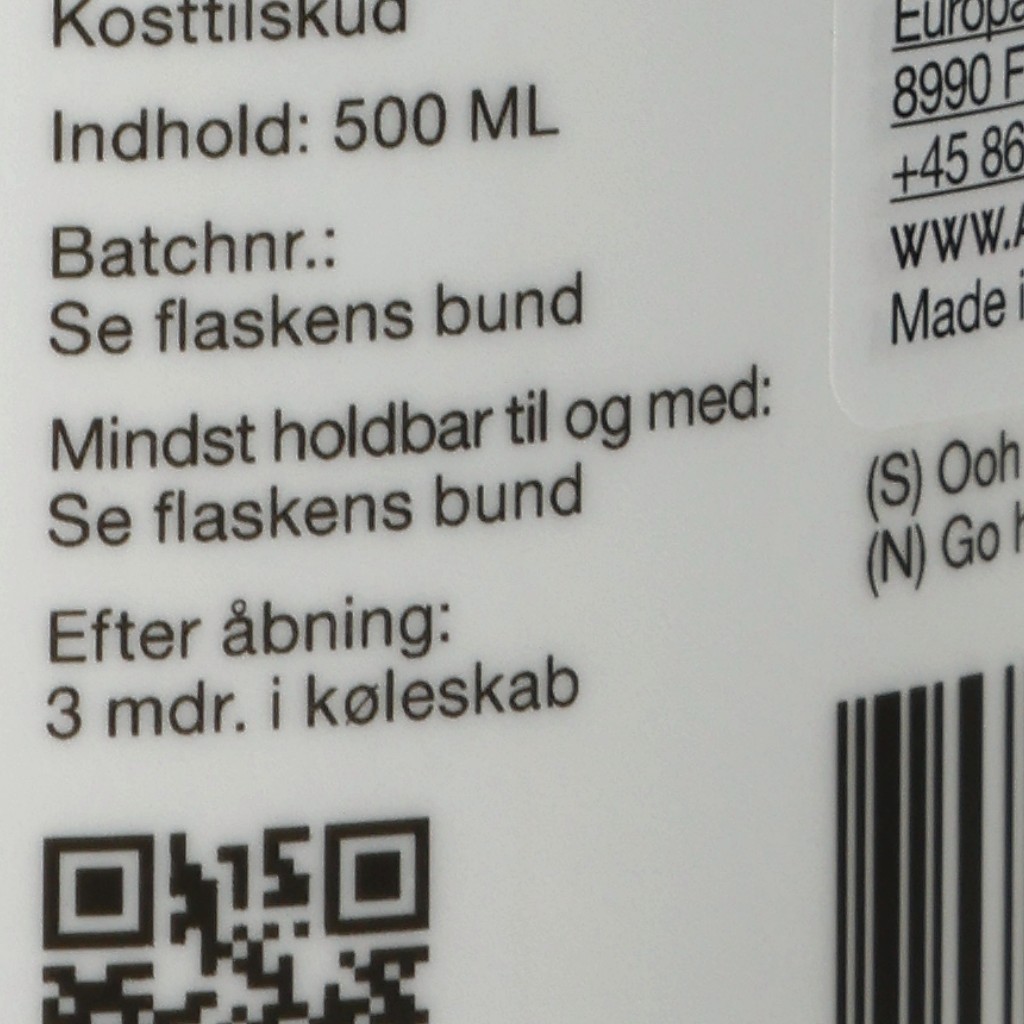 Kosttilskud
Indhold: 500 ML
Batchnr.:
Se flaskens bund
Mindst holdbar til og med:
Se flaskens bund
Efter åbning:
3 mdr. i køleskab
8990
+45 86
Made
(S)
(N) Go